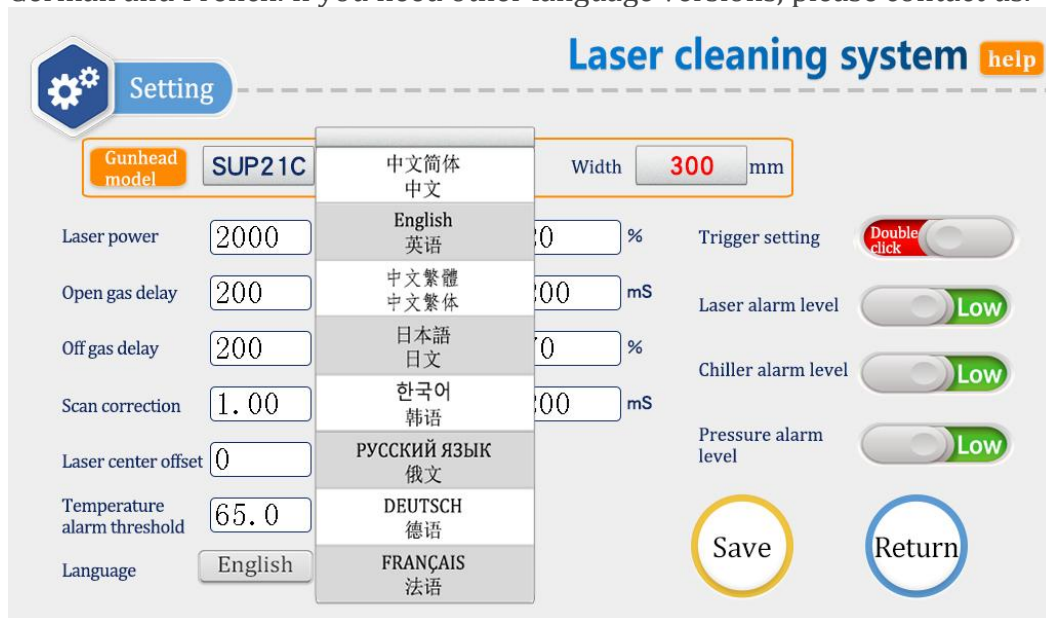 German and French. If you need other language versions, please contact us.
Laser cleaning system help
Setting
Gunhead
model
SUP21C
Width 300 mm
中文简体
中文
English
英语
中文繁體
中文繁体
日本語
日文
한국어
韩语
РУССКИЙ ЯЗЫК
俄文
DEUTSCH
德语
FRANÇAIS
法语
Laser power 2000
%
Open gas delay 200
00 mS
Off gas delay 200
%
Scan correction 1.00
00 mS
Laser center offset 0
Temperature
alarm threshold
65.0
Language English
Trigger setting
Double
click
Laser alarm level Low
Chiller alarm level Low
Pressure alarm
level
Low
Save
Return